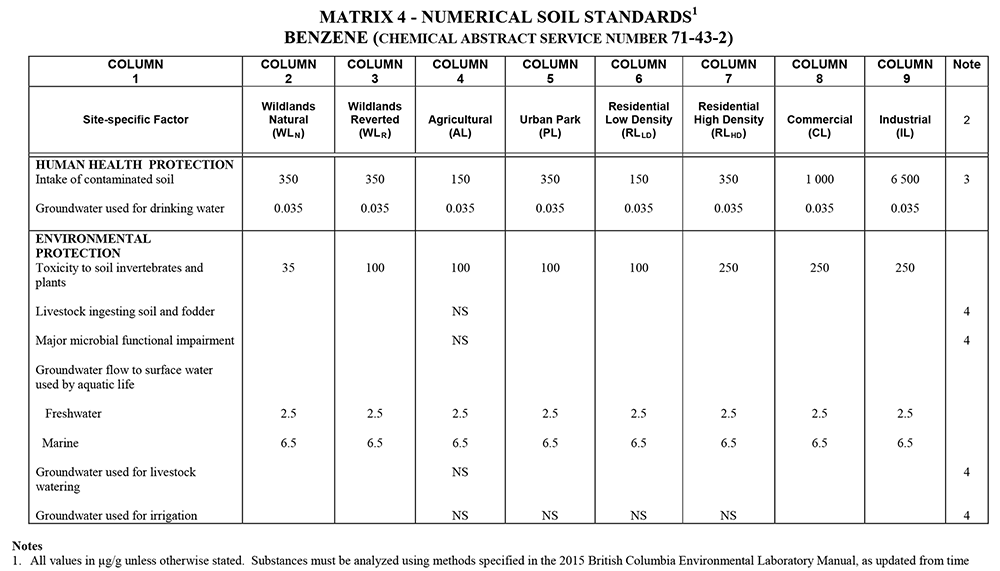 MATRIX 4 - NUMERICAL SOIL STANDARDS1
BENZENE (CHEMICAL ABSTRACT SERVICE NUMBER 71-43-2)
COLUMN 1 COLUMN 2 COLUMN 3 COLUMN 4 COLUMN 5 COLUMN 6 COLUMN 7 COLUMN 8 COLUMN 9 Note
Site-specific Factor Wildlands Natural (WLN) Wildlands Reverted (WLR) Agricultural (AL) Urban Park (PL) Residential Low Density (RLLD) Residential High Density (RLHD) Commercial (CL) Industrial (IL) 2
HUMAN HEALTH PROTECTION
Intake of contaminated soil 350 350 150 350 150 350 1 000 6 500 3
Groundwater used for drinking water 0.035 0.035 0.035 0.035 0.035 0.035 0.035 0.035
ENVIRONMENTAL
PROTECTION
Toxicity to soil invertebrates and 35 100 100 100 100 250 250 250
plants
Livestock ingesting soil and fodder NS 4
Major microbial functional impairment NS 4
Groundwater flow to surface water
used by aquatic life
Freshwater 2.5 2.5 2.5 2.5 2.5 2.5 2.5 2.5
Marine 6.5 6.5 6.5 6.5 6.5 6.5 6.5 6.5
Groundwater used for livestock NS 4
watering
Groundwater used for irrigation NS NS NS NS 4
Notes
1. All values in µg/g unless otherwise stated. Substances must be analyzed using methods specified in the 2015 British Columbia Environmental Laboratory Manual, as updated from time